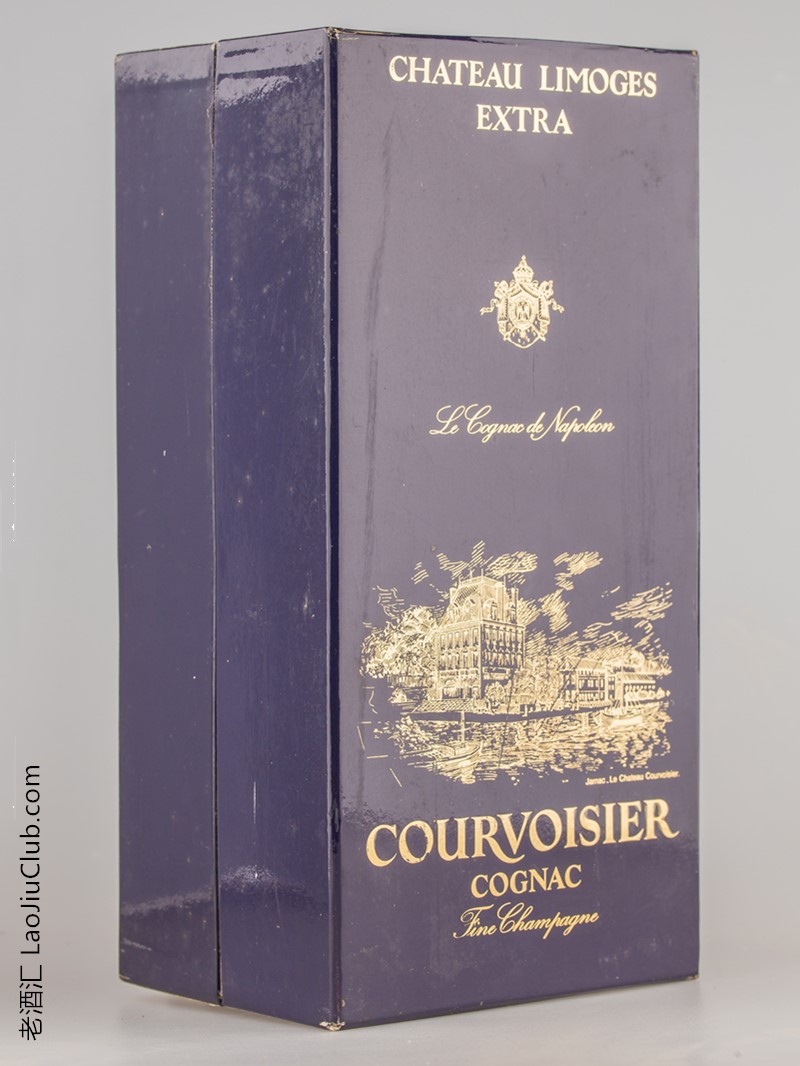 CHATEAU LIMOGES
EXTRA
Le Cognac de Napoleon
Jarnac . Le Chateau Courvoisier.
COURVOISIER
COGNAC
Fine Champagne
老酒汇 LaoJiuClub.com